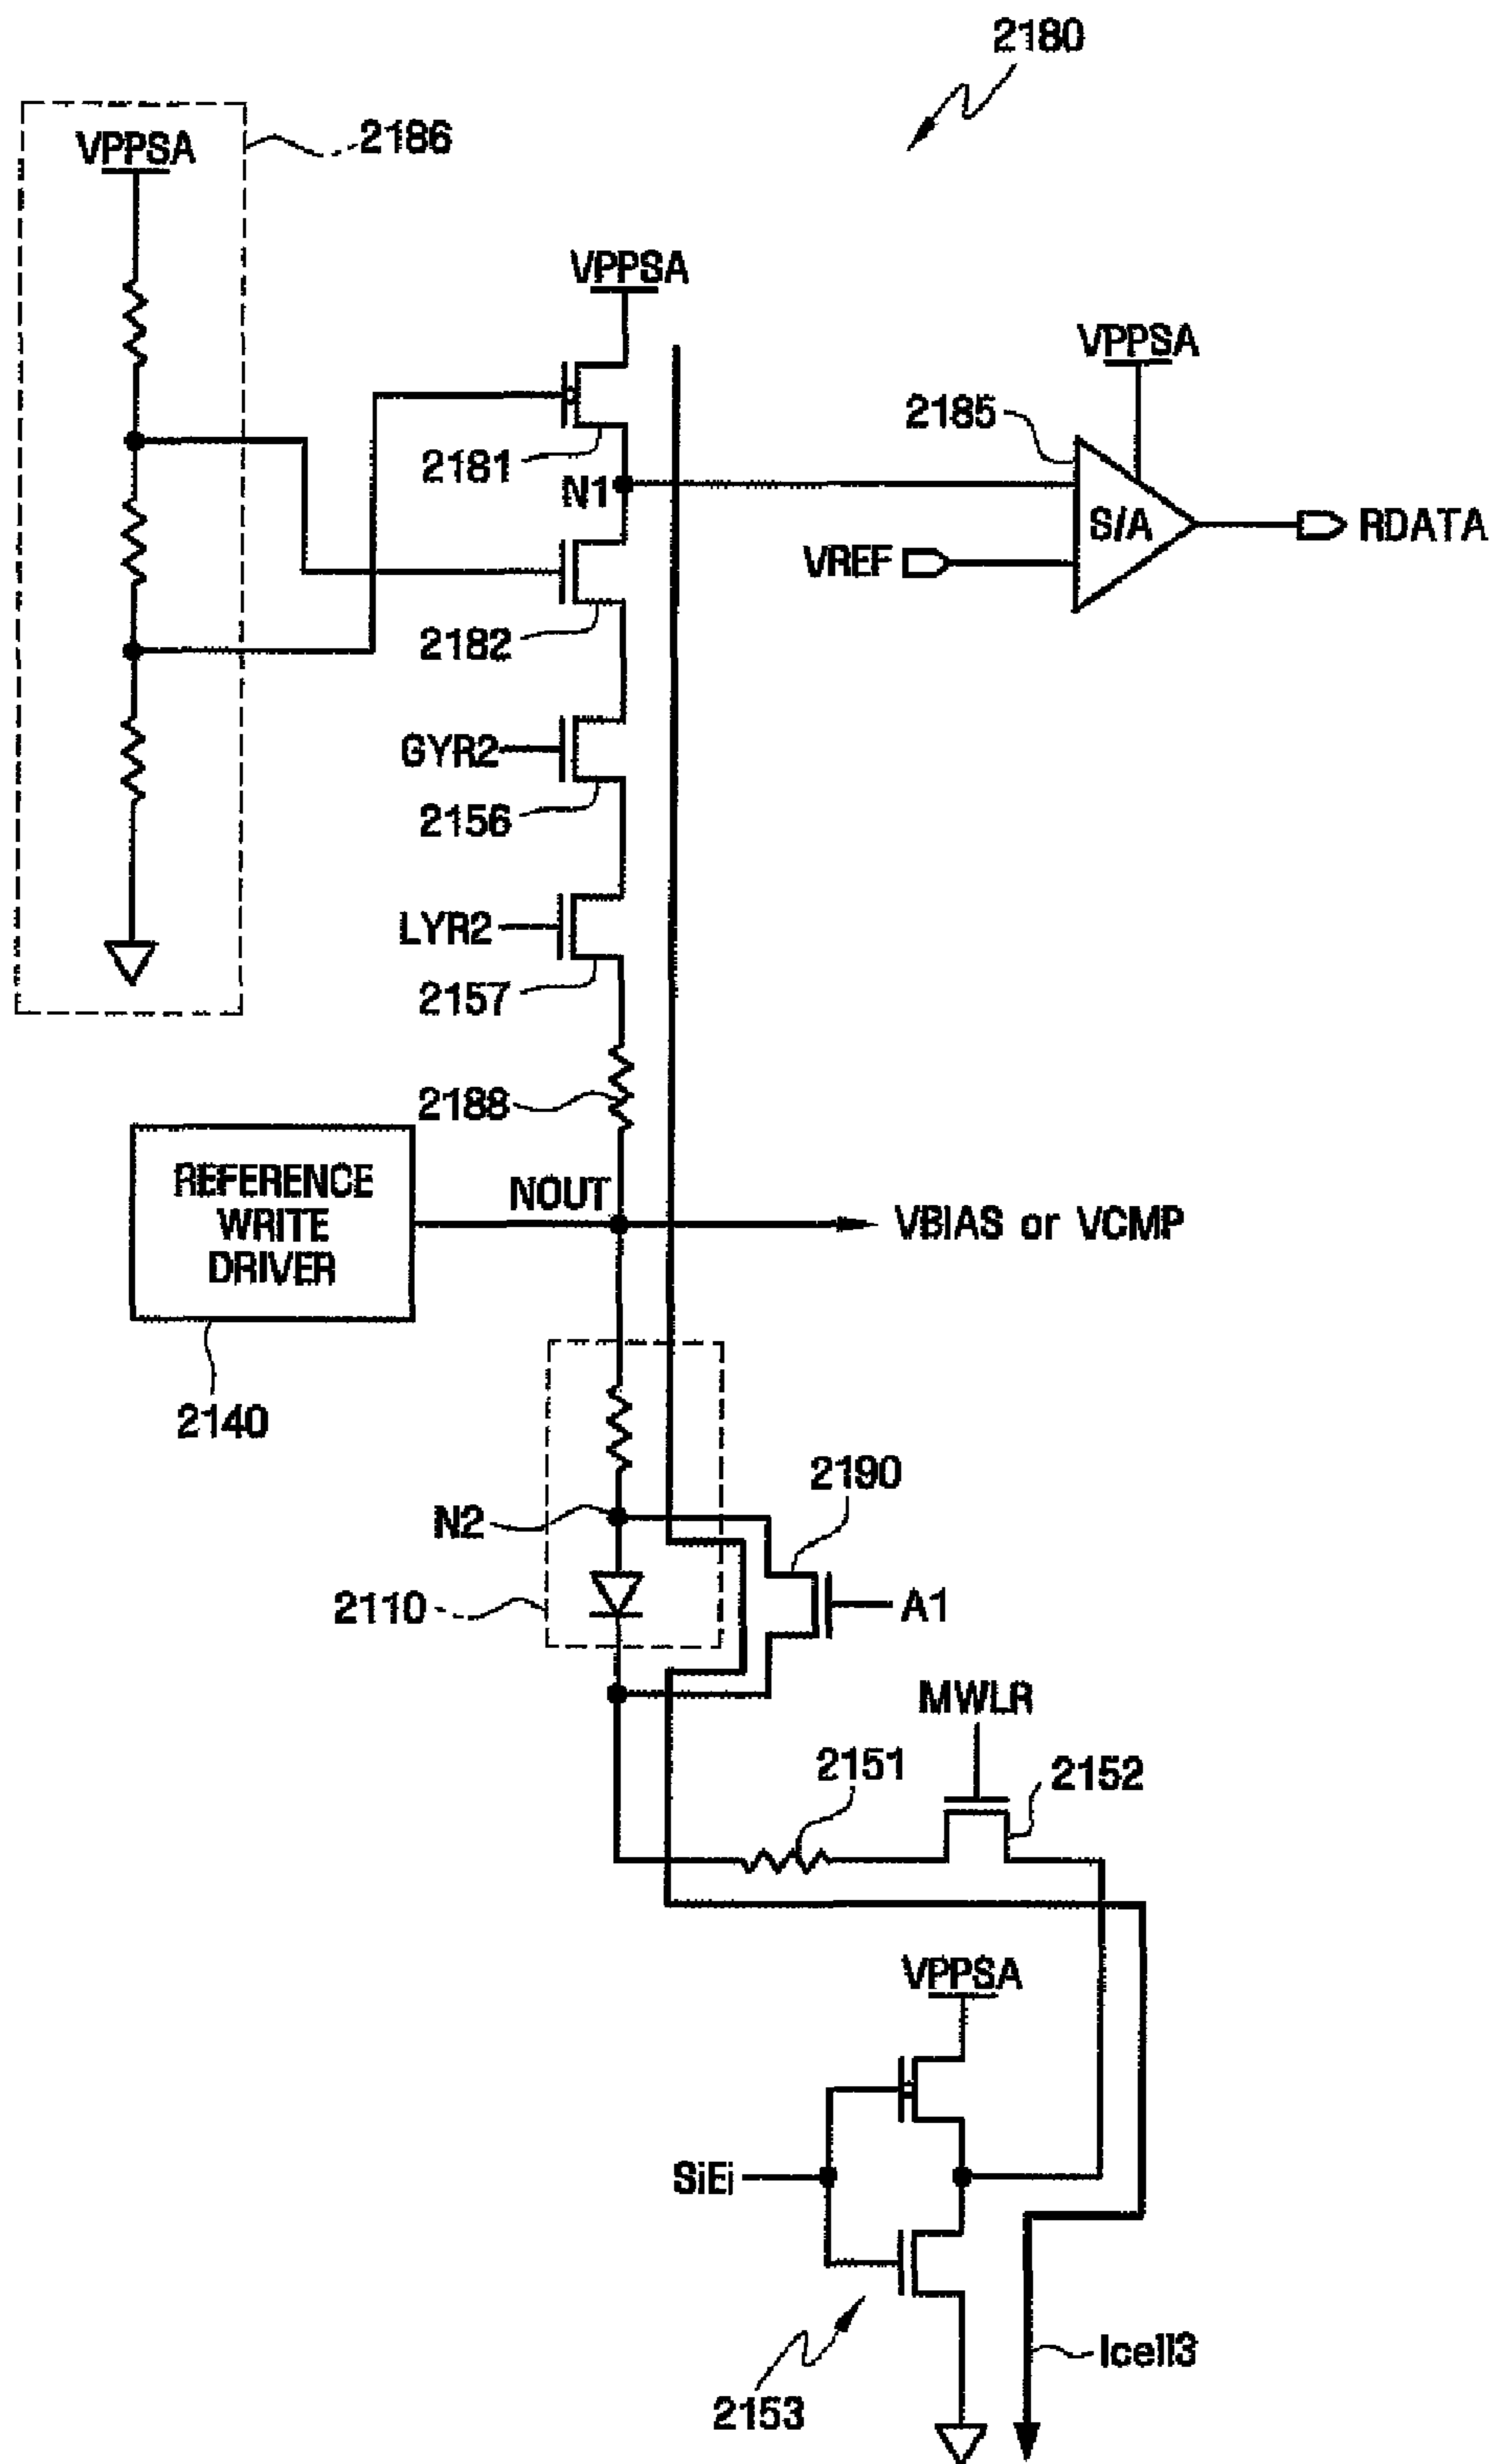 2180
VPPSA
2186
VPPSA
VPPSA
2185
2181
N1
S/A
RDATA
VREF
2182
GYR2
2156
LYR2
2157
2188
REFERENCE
WRITE
DRIVER
NOUT
VBIAS or VCMP
2140
2190
N2
2110
A1
MWLR
2151
2152
VPPSA
SiEj
Icell3
2153